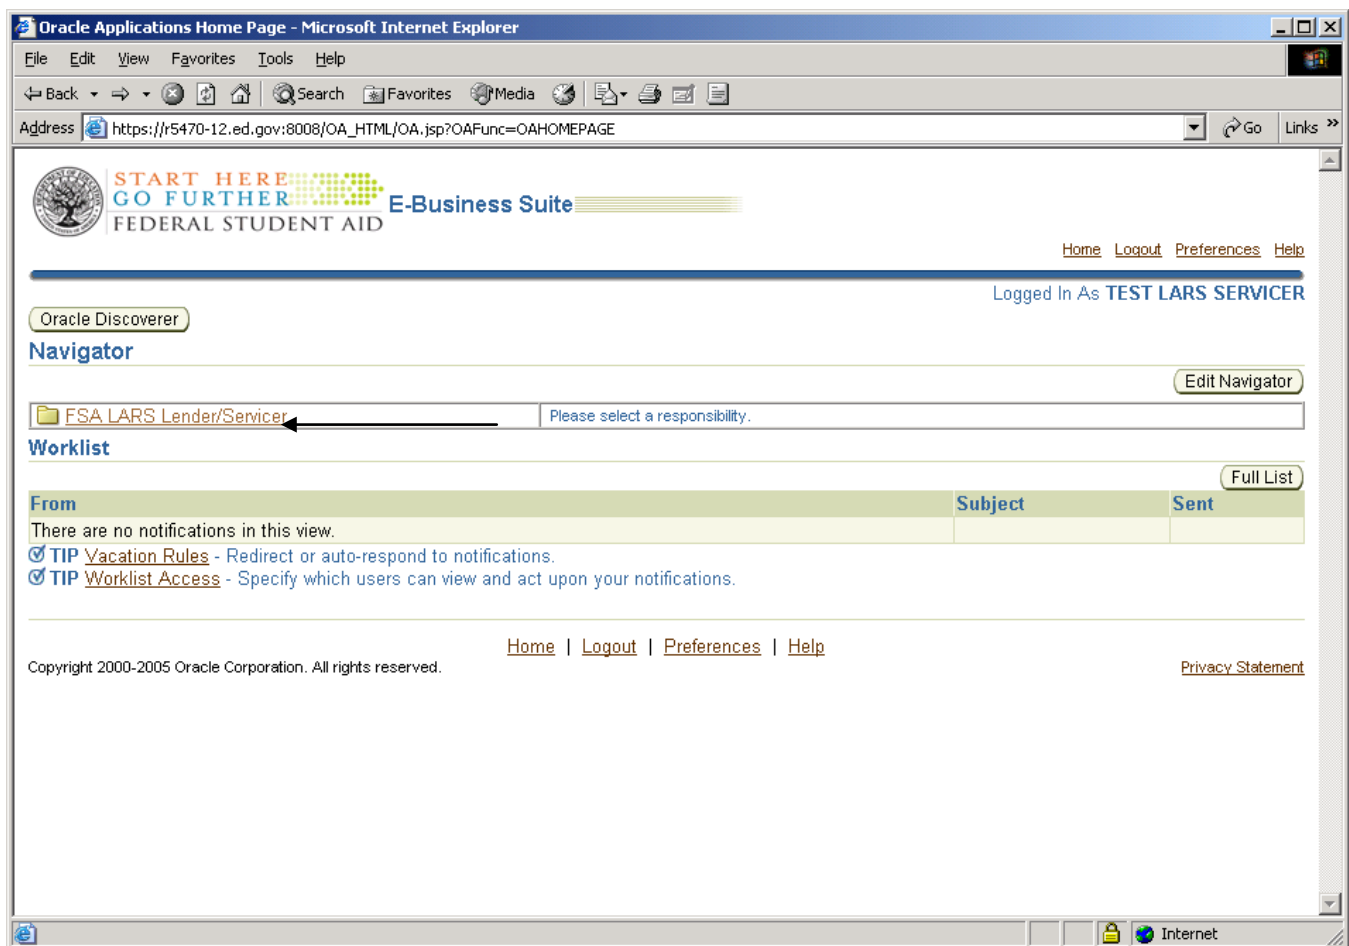 Oracle Applications Home Page - Microsoft Internet Explorer
File Edit View Favorites Tools Help
Back Search Favorites Media
Address https://r5470-12.ed.gov:8008/OA_HTML/OA.jsp?OAFunc=OAHOMEPAGE Go Links »
START HERE
GO FURTHER
FEDERAL STUDENT AID
E-Business Suite
Home Logout Preferences Help
Logged In As TEST LARS SERVICER
Oracle Discoverer
Navigator
Edit Navigator
FSA LARS Lender/Servicer Please select a responsibility.
Worklist
Full List
From Subject Sent
There are no notifications in this view.
TIP Vacation Rules - Redirect or auto-respond to notifications.
TIP Worklist Access - Specify which users can view and act upon your notifications.
Home | Logout | Preferences | Help
Copyright 2000-2005 Oracle Corporation. All rights reserved. Privacy Statement
Internet